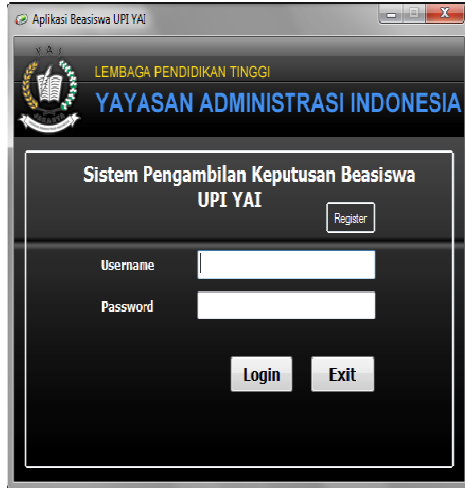 Aplikasi Beasiswa UPI YAI
Y A I
LEMBAGA PENDIDIKAN TINGGI
YAYASAN ADMINISTRASI INDONESIA
Sistem Pengambilan Keputusan Beasiswa
UPI YAI
Register
Username
Password
Login Exit